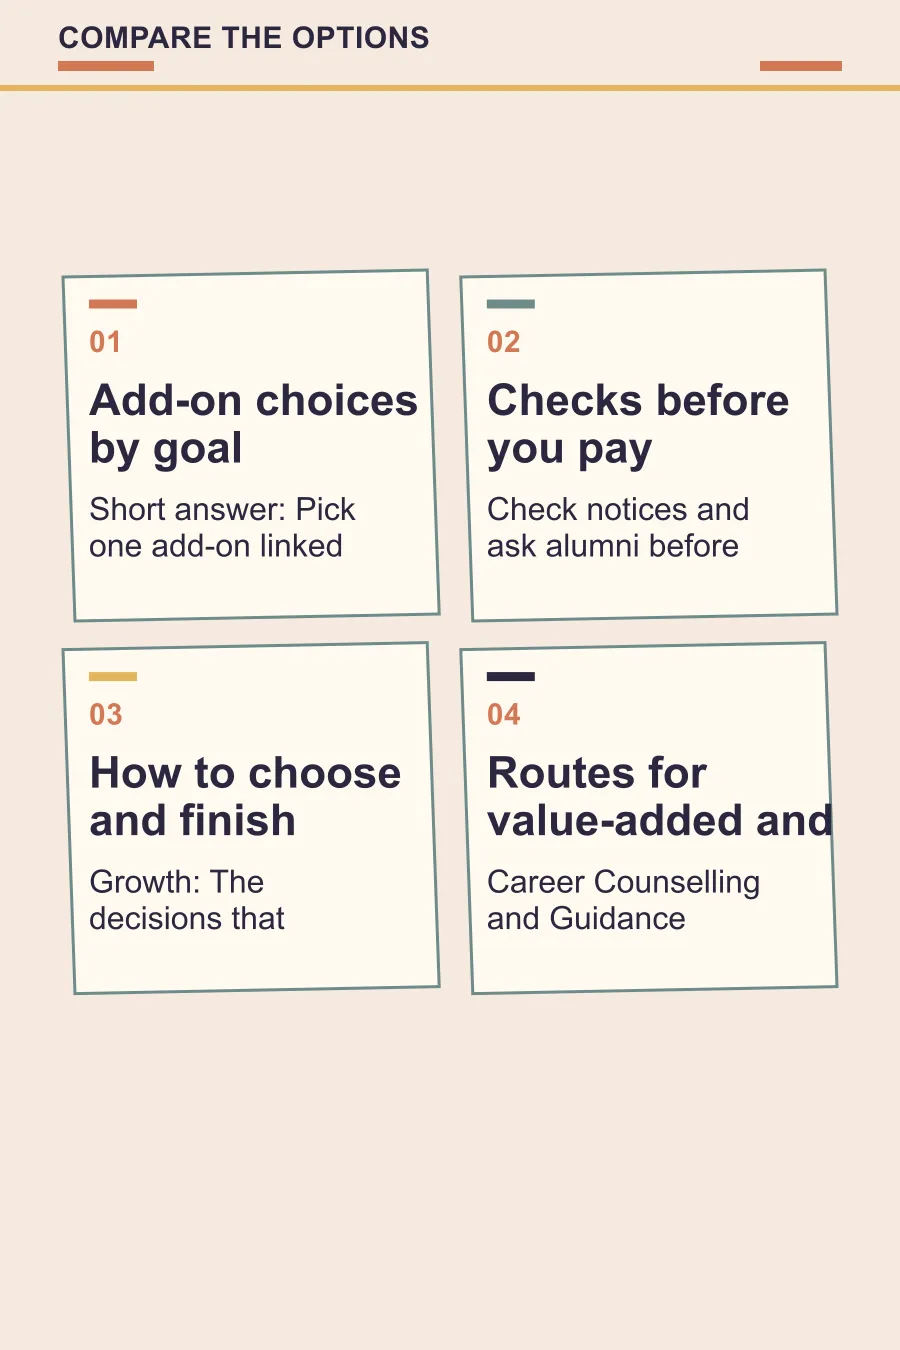 COMPARE THE OPTIONS
01
Add-on choices
by goal
Short answer: Pick
one add-on linked
02
Checks before
you pay
Check notices and
ask alumni before
03
How to choose
and finish
Growth: The
decisions that
04
Routes for
value-added and
Career Counselling
and Guidance